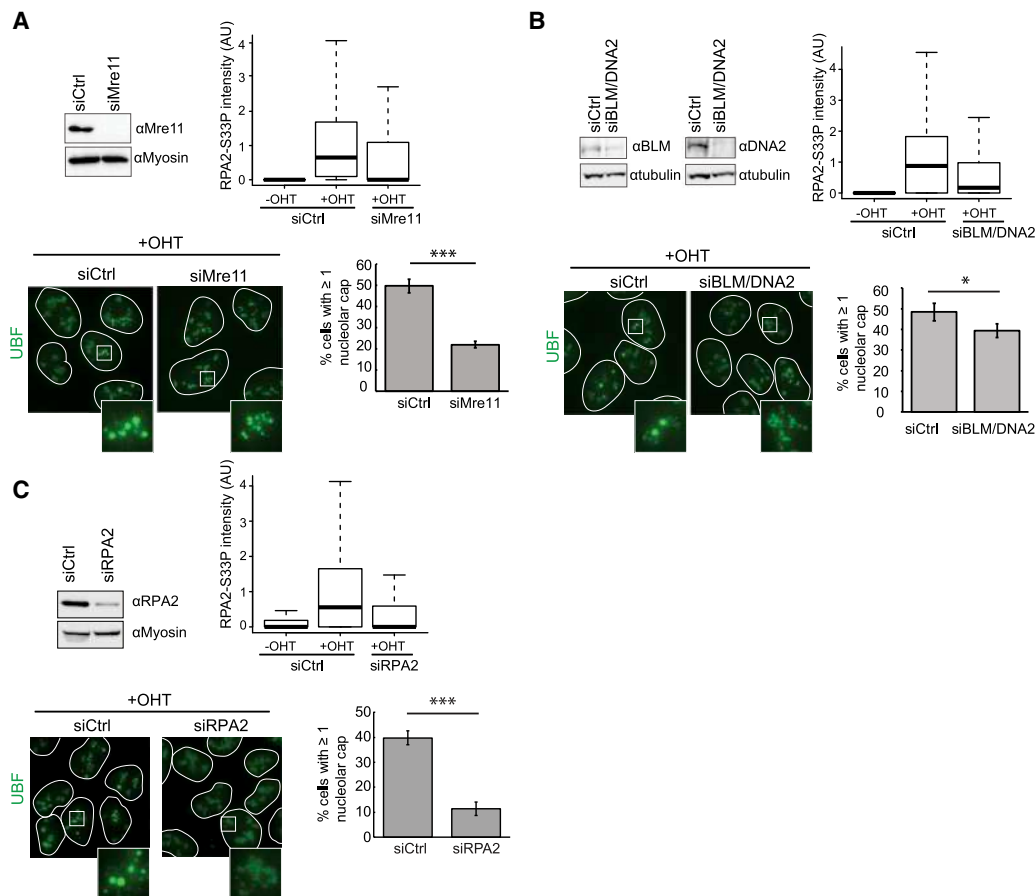 A
siCtrl
siMre11
αMre11
αMyosin
RPA2-S33P intensity (AU)
4
3
2
1
0
-OHT
+OHT
+OHT
siCtrl
siMre11
+OHT
siCtrl
siMre11
UBF
% cells with ≥ 1
nucleolar cap
60
50
40
30
20
10
0
***
siCtrl
siMre11
B
siCtrl
siBLM/DNA2
αBLM
αtubulin
siCtrl
siBLM/DNA2
αDNA2
αtubulin
RPA2-S33P intensity (AU)
4
3
2
1
0
-OHT
+OHT
+OHT
siCtrl
siBLM/DNA2
+OHT
siCtrl
siBLM/DNA2
UBF
% cells with ≥ 1
nucleolar cap
50
40
30
20
10
0
*
siCtrl
siBLM/DNA2
C
siCtrl
siRPA2
αRPA2
αMyosin
RPA2-S33P intensity (AU)
4
3
2
1
0
-OHT
+OHT
+OHT
siCtrl
siRPA2
+OHT
siCtrl
siRPA2
UBF
% cells with ≥ 1
nucleolar cap
50
40
30
20
10
0
***
siCtrl
siRPA2